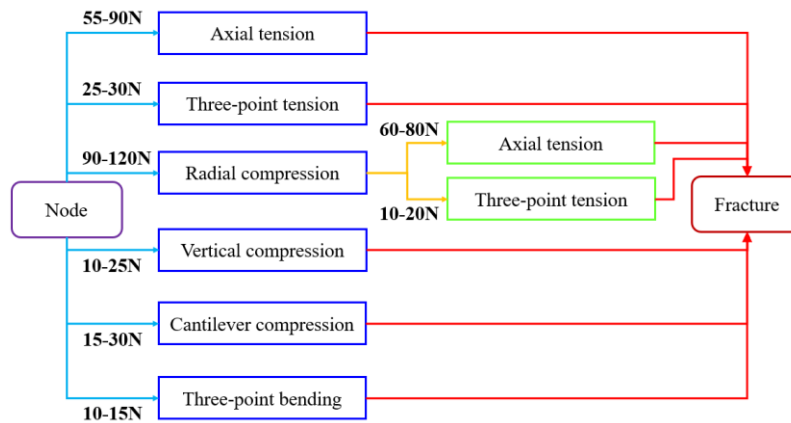 55-90N
Axial tension
25-30N
Three-point tension
60-80N
Axial tension
90-120N
Radial compression
Three-point tension
10-20N
Node
Fracture
Vertical compression
10-25N
Cantilever compression
15-30N
Three-point bending
10-15N